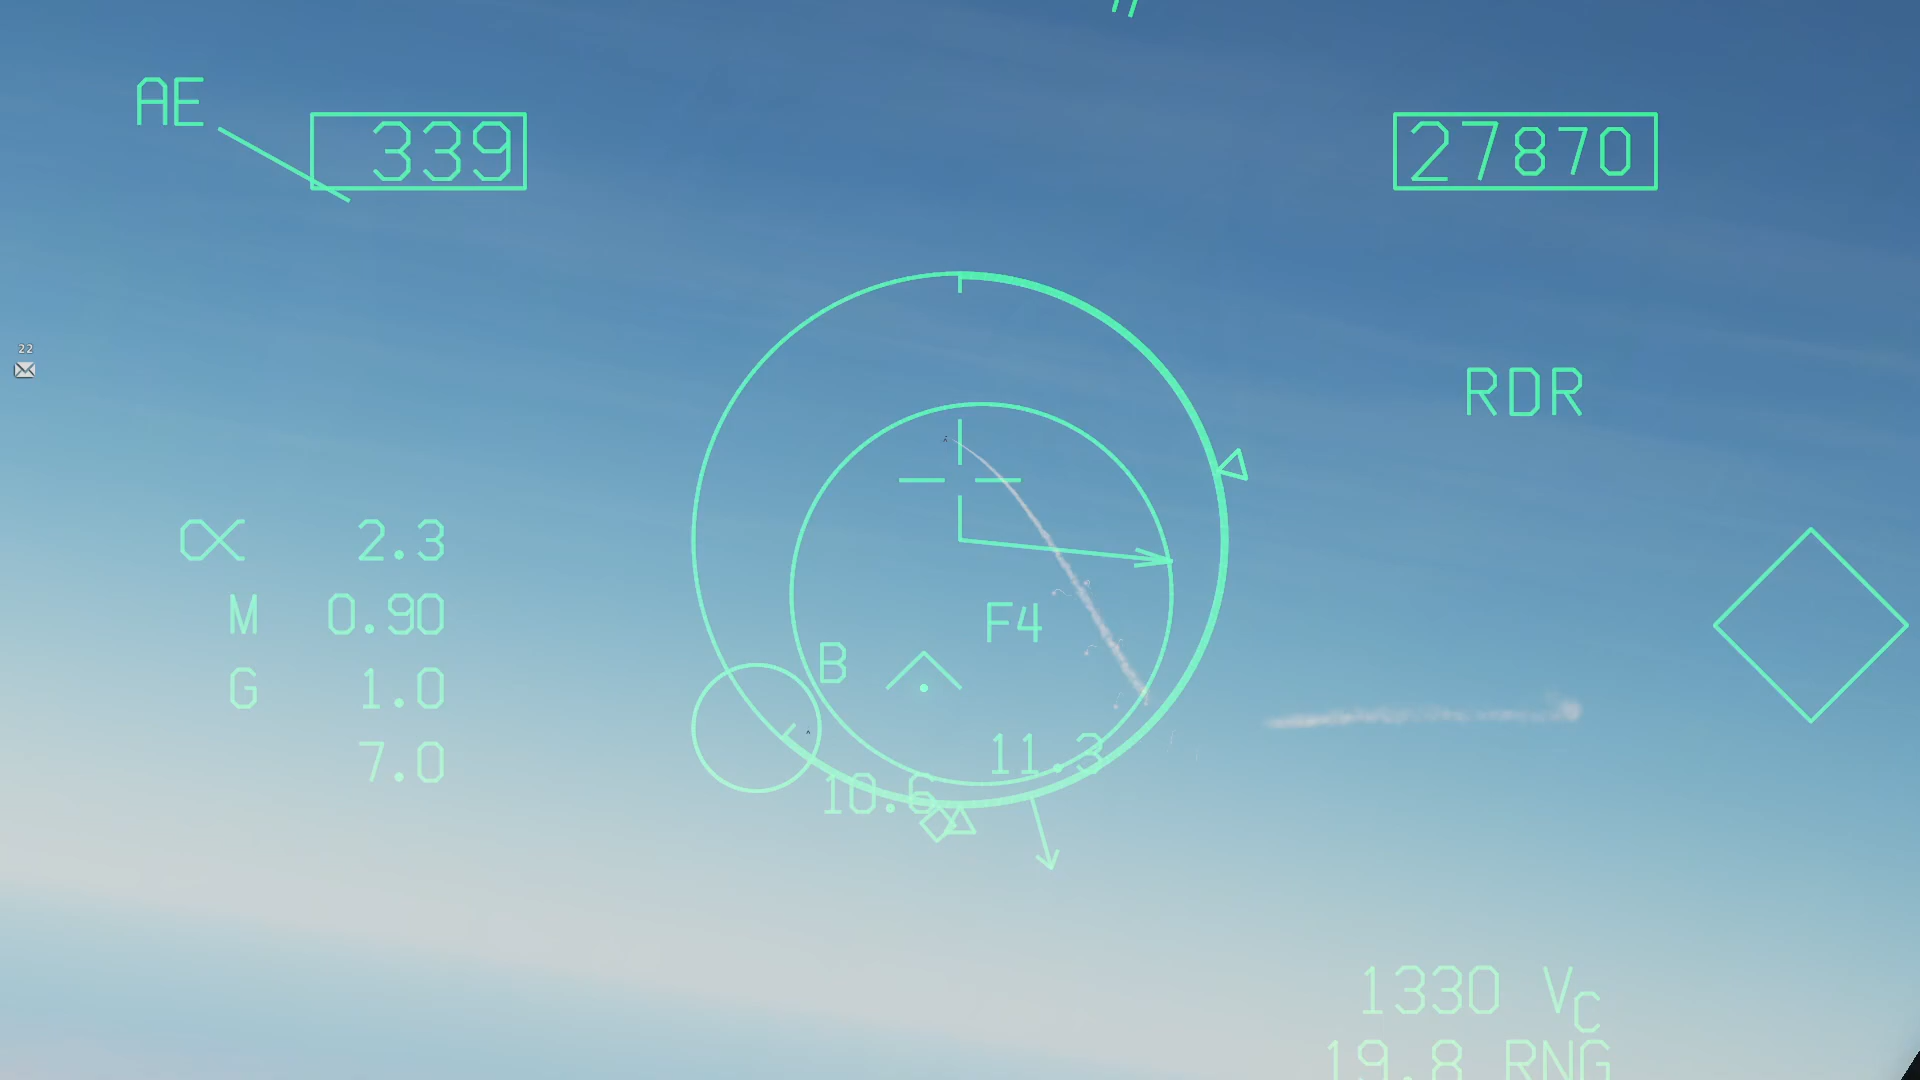 AE
339
27870
22
RDR
α 2.3
M 0.90
G 1.0
7.0
F4
B
11.3
10.6
1330 Vc
19.8 RNG